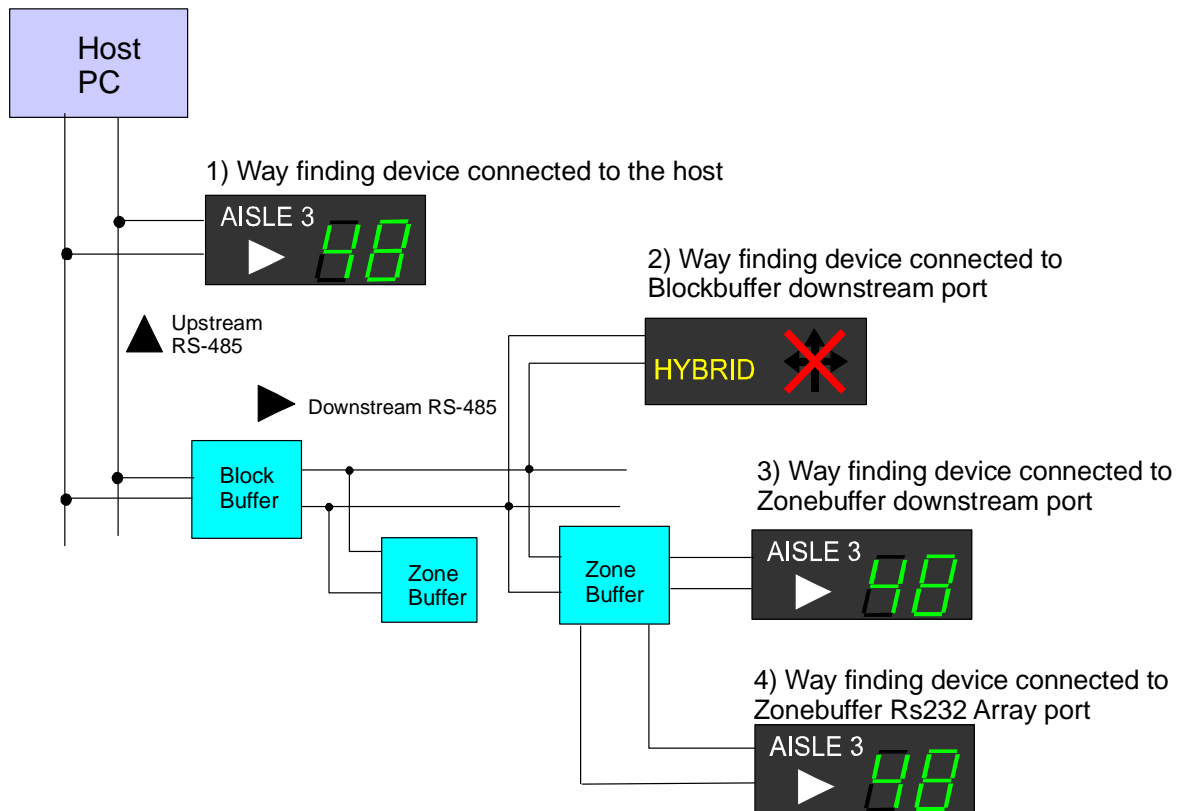 Host
PC
1) Way finding device connected to the host
AISLE 3
48
Upstream
RS-485
2) Way finding device connected to
Blockbuffer downstream port
HYBRID
Downstream RS-485
Block
Buffer
3) Way finding device connected to
Zonebuffer downstream port
AISLE 3
48
Zone
Buffer
Zone
Buffer
4) Way finding device connected to
Zonebuffer Rs232 Array port
AISLE 3
48